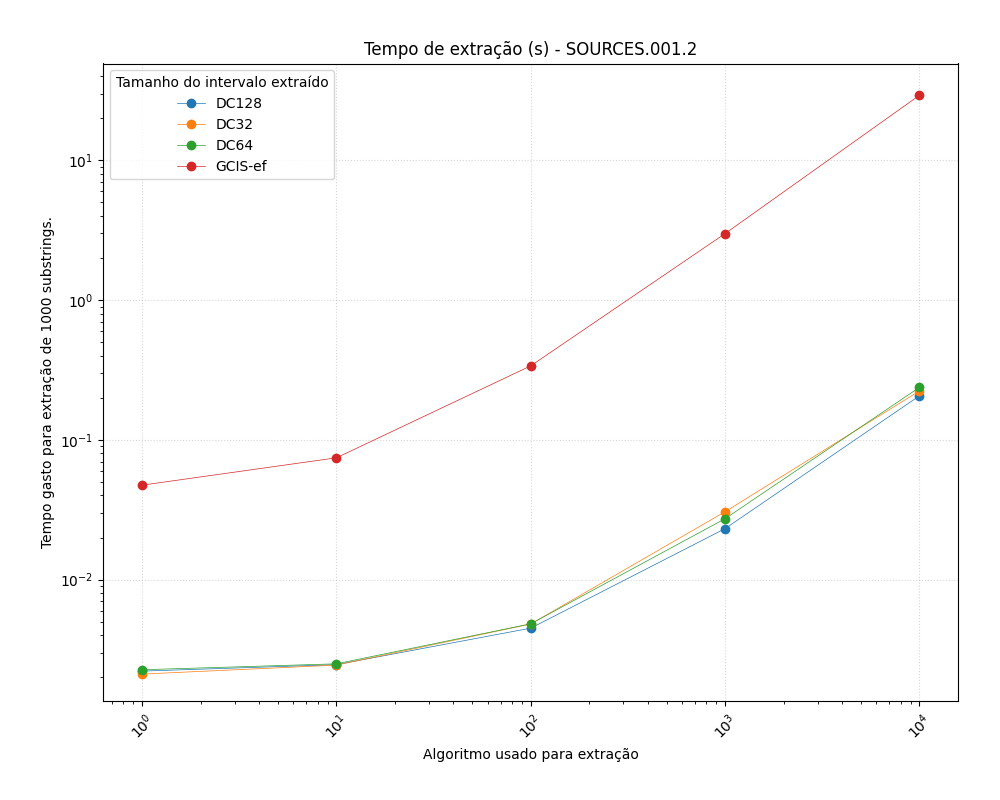 Tempo de extração (s) - SOURCES.001.2
Tamanho do intervalo extraído
DC128
DC32
DC64
GCIS-ef
Tempo gasto para extração de 1000 substrings.
10¹
10⁰
10⁻¹
10⁻²
10⁰ 10¹ 10² 10³ 10⁴
Algoritmo usado para extração